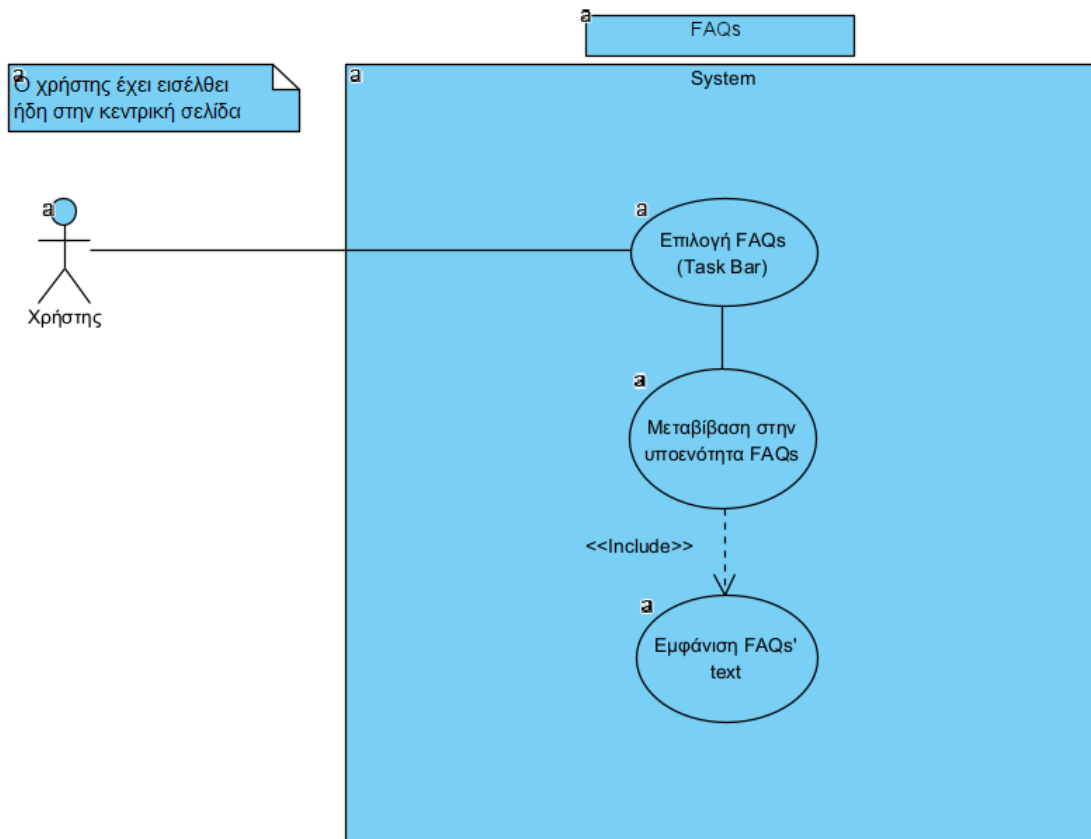 a
FAQs
a
Ο χρήστης έχει εισέλθει
ήδη στην κεντρική σελίδα
a
System
a
Χρήστης
a
Επιλογή FAQs
(Task Bar)
a
Μεταβίβαση στην
υποενότητα FAQs
<<Include>>
a
Εμφάνιση FAQs'
text